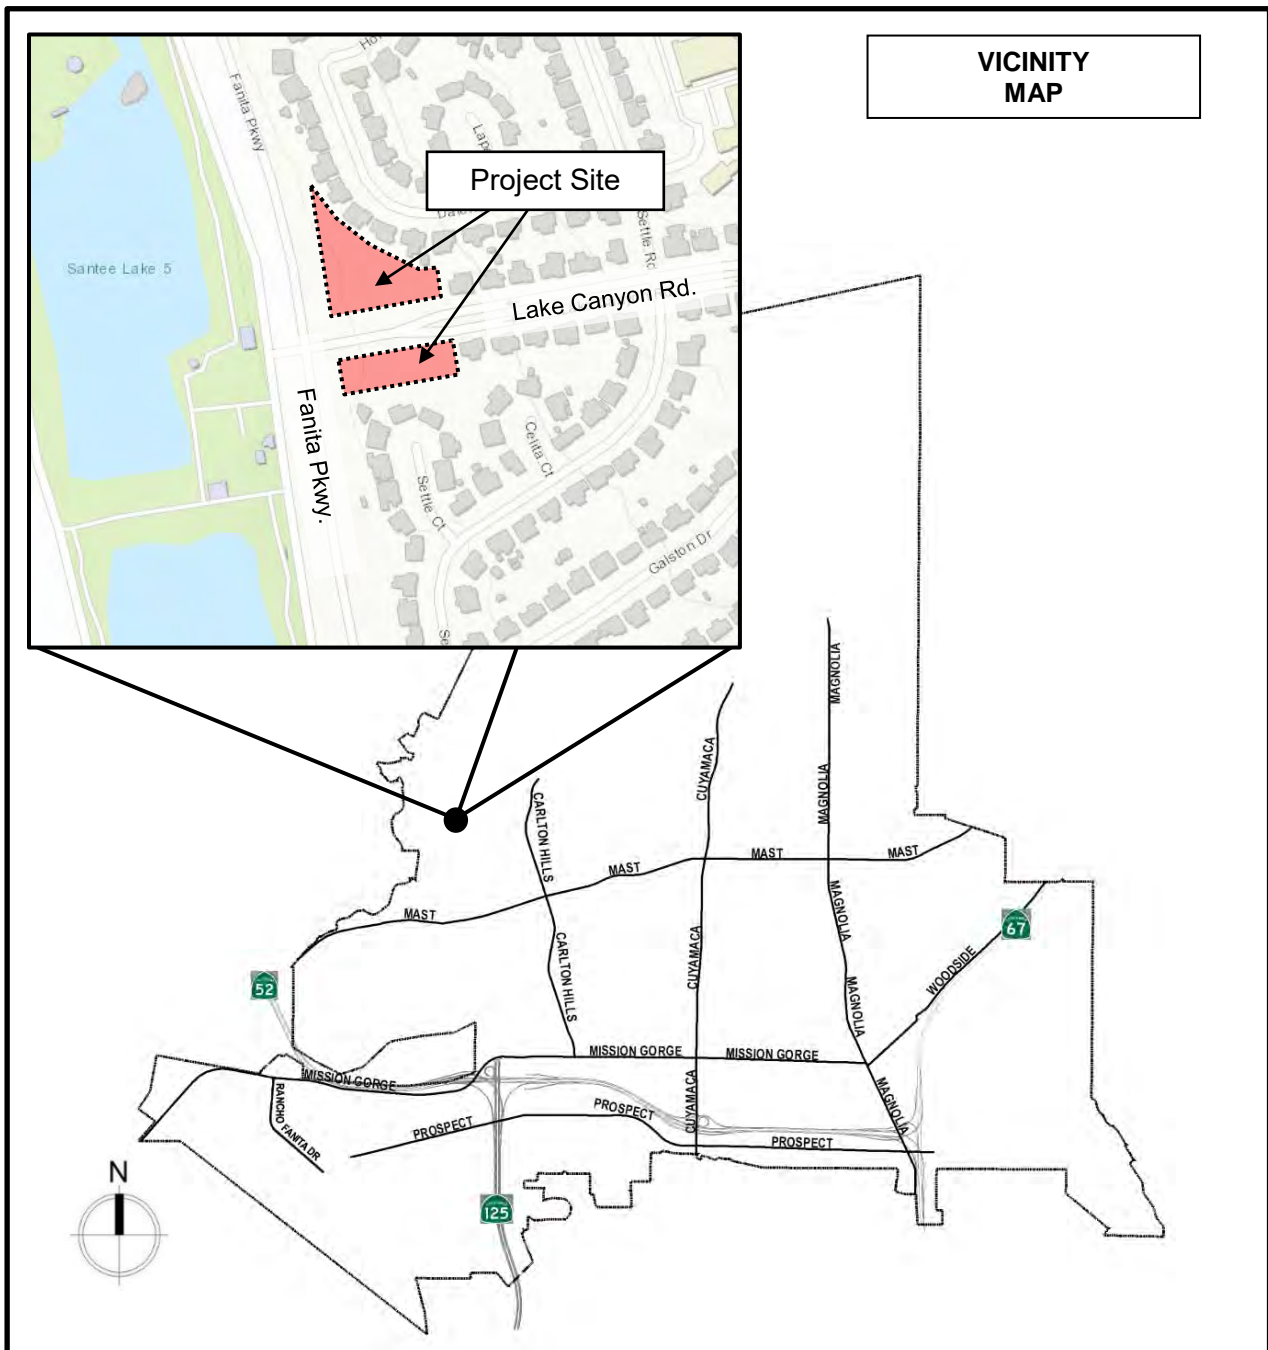 VICINITY
MAP
Fanita Pkwy
Project Site
Settle Rd
Santee Lake 5
Lake Canyon Rd.
Fanita Pkwy.
Celita Ct
Settle Ct
Galston Dr
MAGNOLIA
CUYAMACA
MAGNOLIA
CARLTON HILLS
MAST
MAST
MAST
MAST
MAGNOLIA
67
WOODSIDE
CARLTON HILLS
CUYAMACA
52
MAGNOLIA
MISSION GORGE
MISSION GORGE
MISSION GORGE
RANCHO FANITA DR
PROSPECT
PROSPECT
CUYAMACA
MAGNOLIA
PROSPECT
N
125